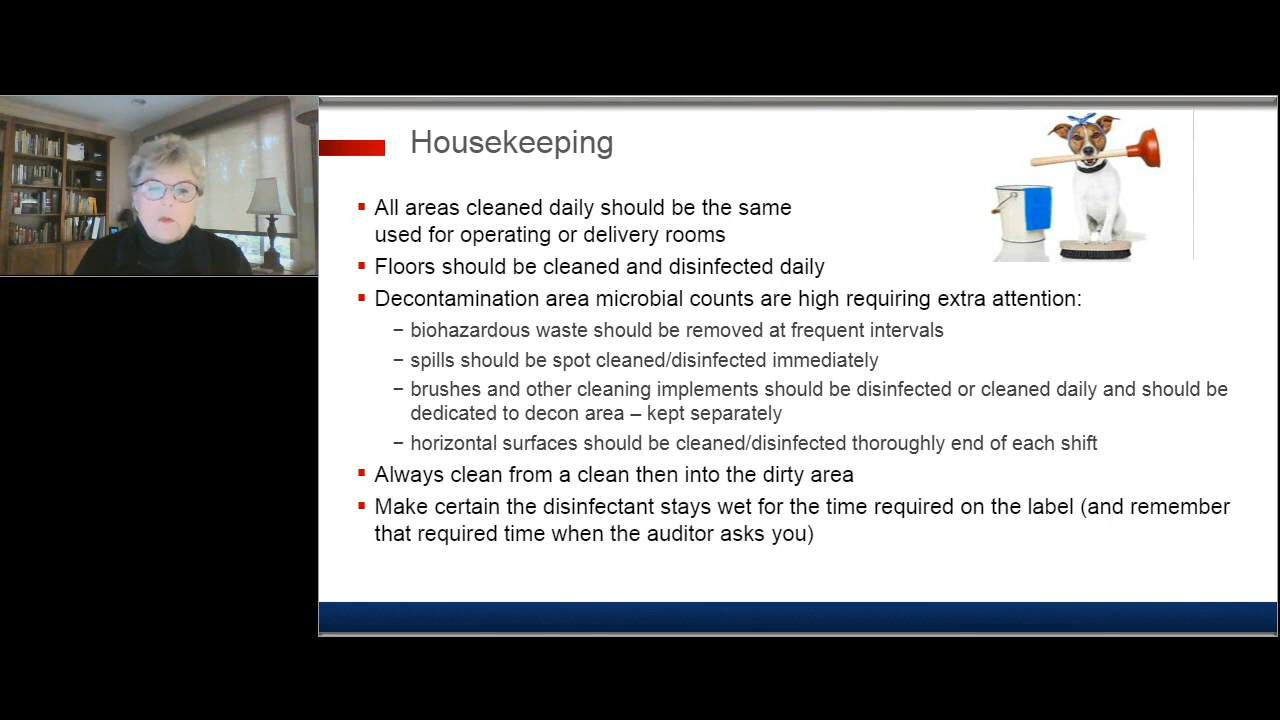 Housekeeping
▪ All areas cleaned daily should be the same
used for operating or delivery rooms
▪ Floors should be cleaned and disinfected daily
▪ Decontamination area microbial counts are high requiring extra attention:
− biohazardous waste should be removed at frequent intervals
− spills should be spot cleaned/disinfected immediately
− brushes and other cleaning implements should be disinfected or cleaned daily and should be
dedicated to decon area – kept separately
− horizontal surfaces should be cleaned/disinfected thoroughly end of each shift
▪ Always clean from a clean then into the dirty area
▪ Make certain the disinfectant stays wet for the time required on the label (and remember
that required time when the auditor asks you)